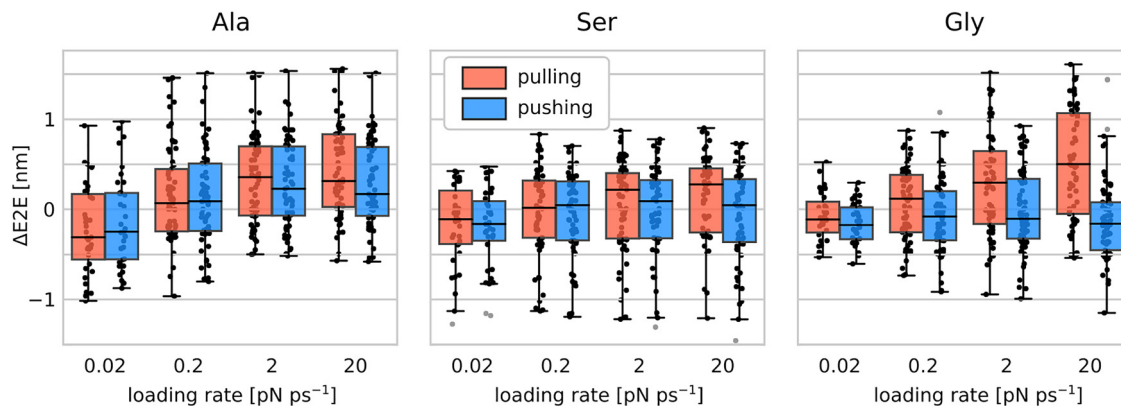 Ala
Ser
Gly
ΔE2E [nm]
1
0
−1
pulling
pushing
0.02 0.2 2 20
0.02 0.2 2 20
0.02 0.2 2 20
loading rate [pN ps⁻¹]
loading rate [pN ps⁻¹]
loading rate [pN ps⁻¹]